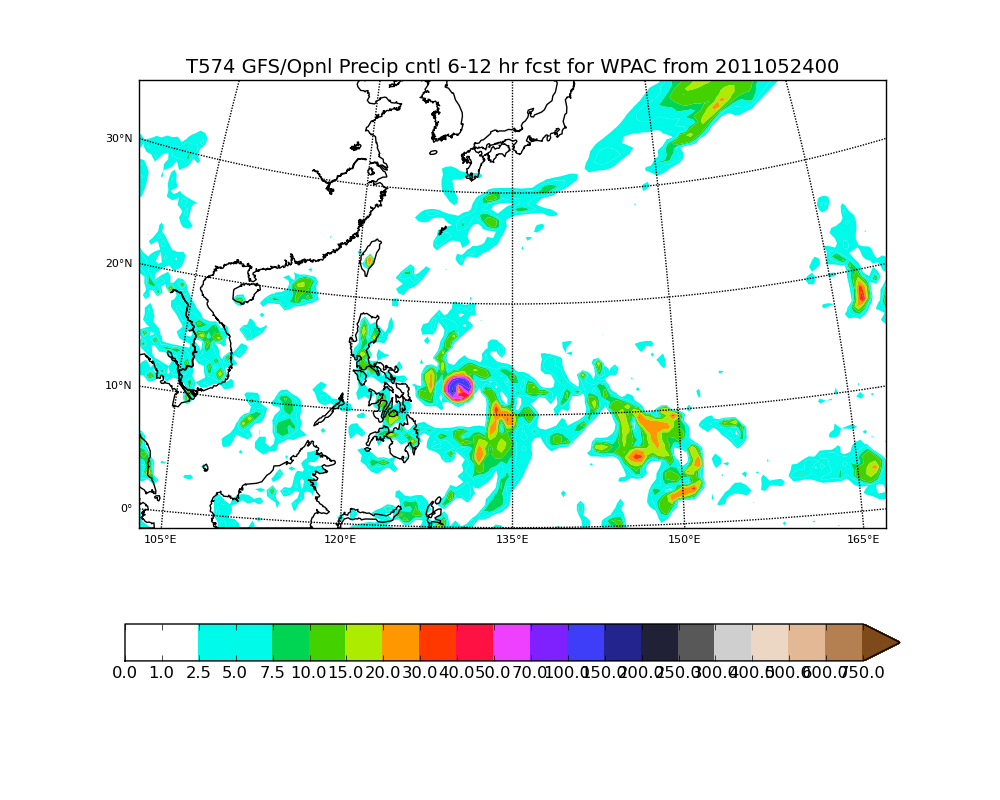 T574 GFS/Opnl Precip cntl 6-12 hr fcst for WPAC from 2011052400
30°N
20°N
10°N
0°
105°E 120°E 135°E 150°E 165°E
0.0 1.0 2.5 5.0 7.5 10.0 15.0 20.0 30.0 40.0 50.0 70.0 100.0 150.0 200.0 250.0 300.0 400.0 500.0 600.0 750.0